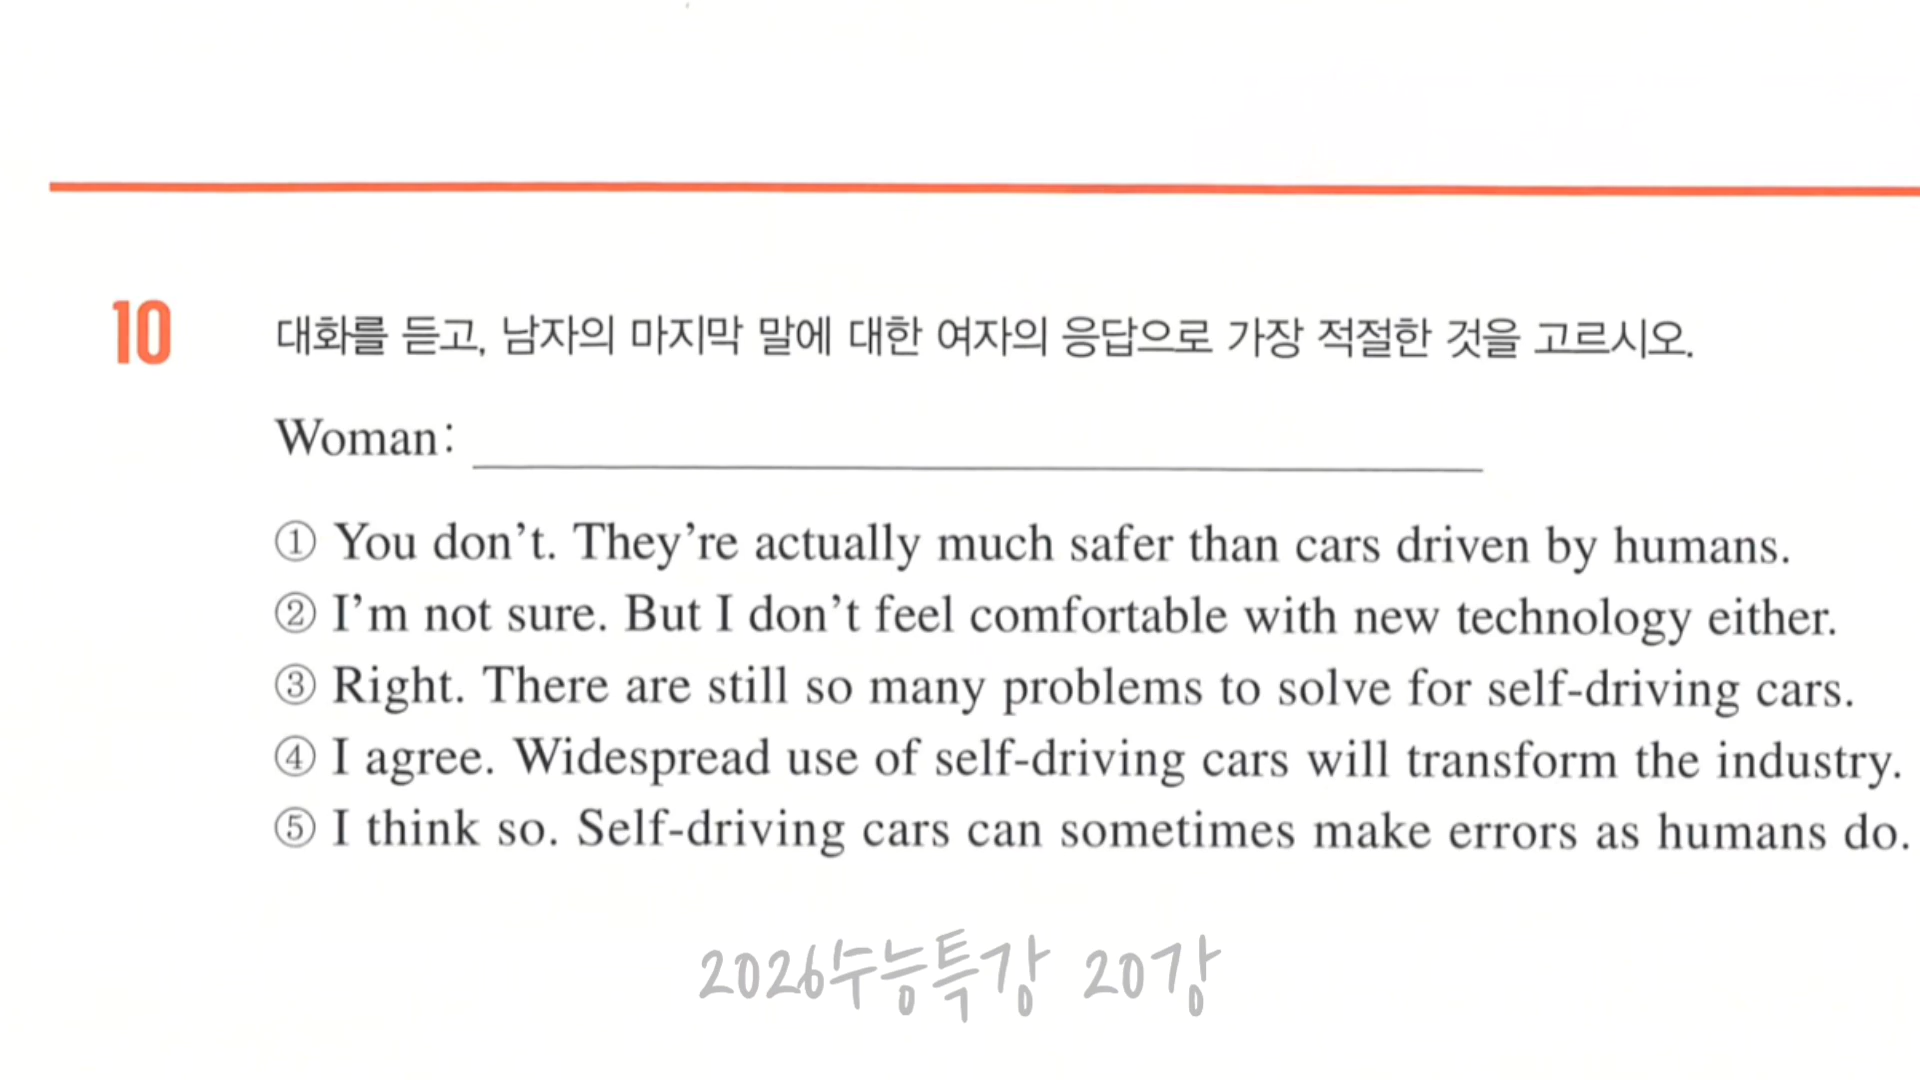 10 대화를 듣고, 남자의 마지막 말에 대한 여자의 응답으로 가장 적절한 것을 고르시오.
Woman:
① You don't. They're actually much safer than cars driven by humans.
② I'm not sure. But I don't feel comfortable with new technology either.
③ Right. There are still so many problems to solve for self-driving cars.
④ I agree. Widespread use of self-driving cars will transform the industry.
⑤ I think so. Self-driving cars can sometimes make errors as humans do.
2026수능특강 20강